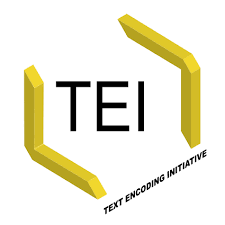 TEI
TEXT ENCODING INITIATIVE